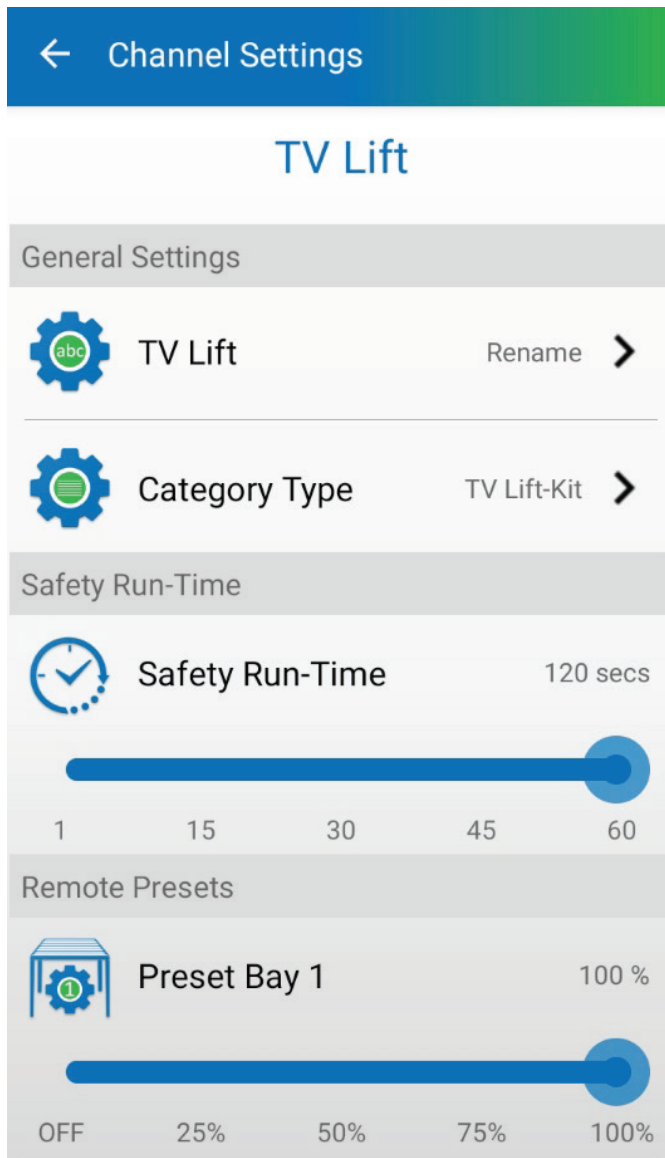 Channel Settings
TV Lift
General Settings
abc TV Lift Rename
Category Type TV Lift-Kit
Safety Run-Time
Safety Run-Time 120 secs
1 15 30 45 60
Remote Presets
1 Preset Bay 1 100 %
OFF 25% 50% 75% 100%